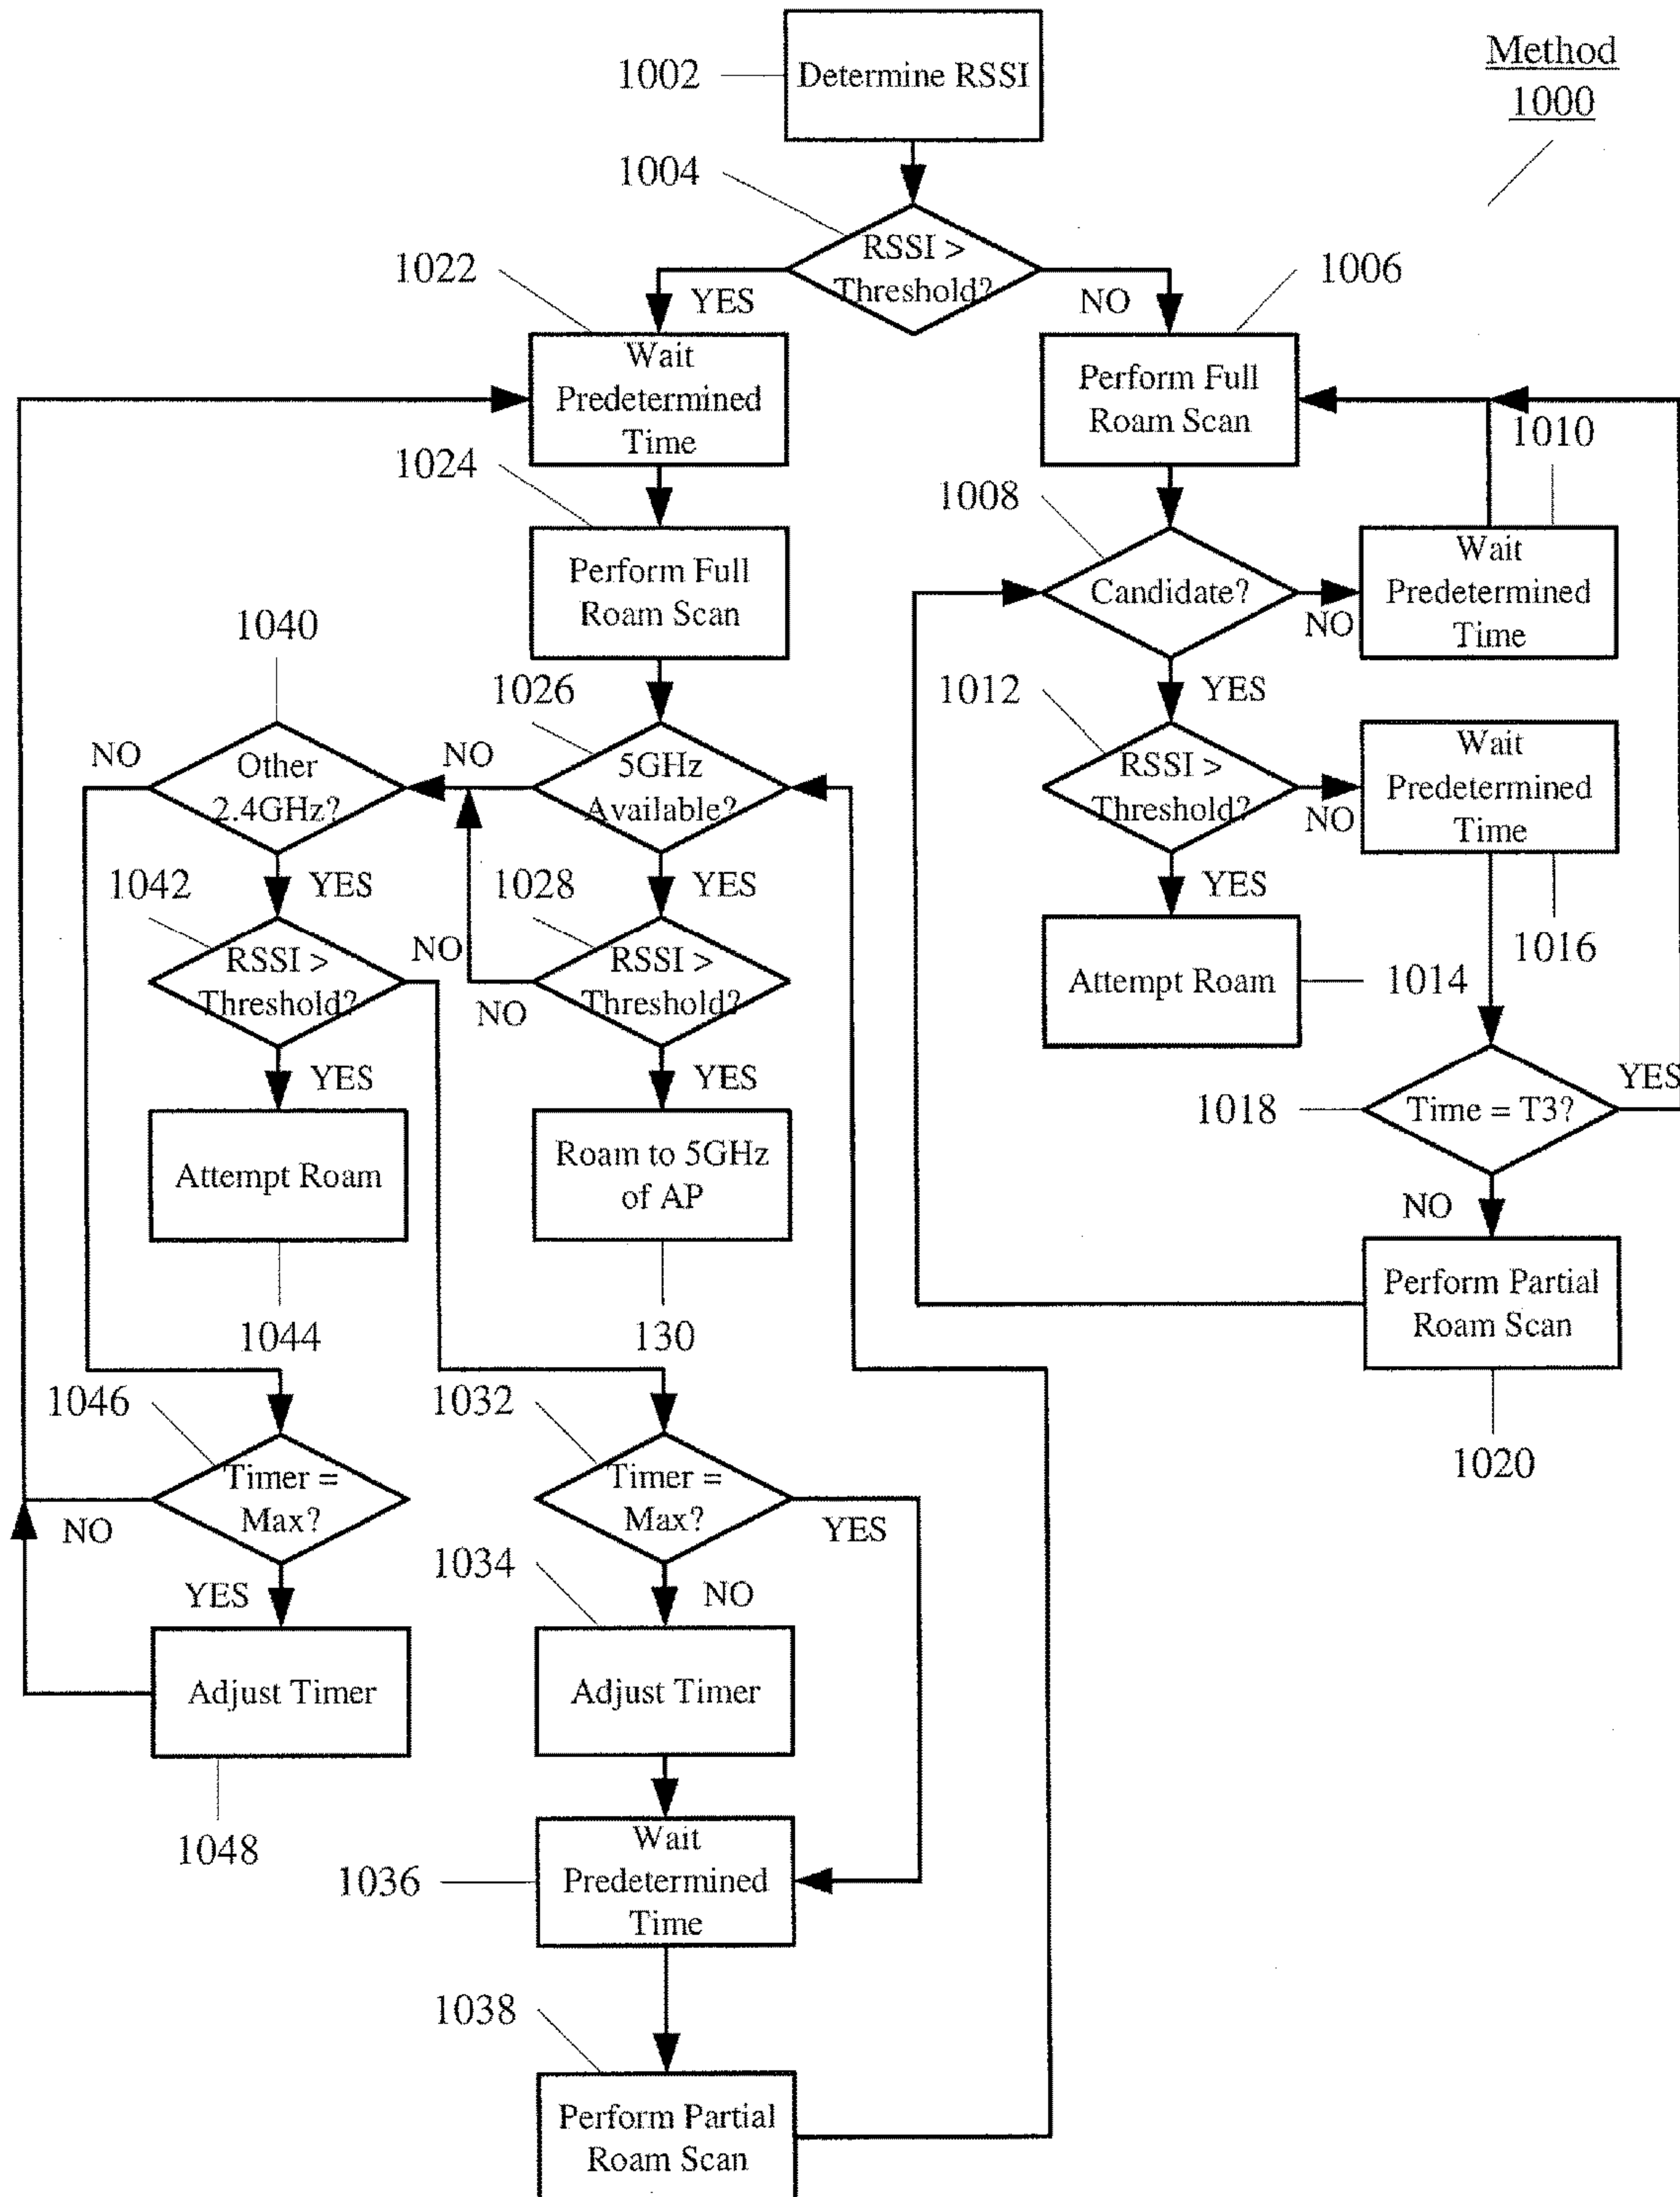 Method
1000
1002
Determine RSSI
1004
RSSI >
Threshold?
YES
NO
1022
Wait
Predetermined
Time
1006
Perform Full
Roam Scan
1024
Perform Full
Roam Scan
1008
Candidate?
NO
1010
Wait
Predetermined
Time
YES
1040
Other
2.4GHz?
NO
1026
5GHz
Available?
NO
YES
YES
1012
RSSI >
Threshold?
NO
YES
Wait
Predetermined
Time
1016
1042
RSSI >
Threshold?
NO
YES
1028
RSSI >
Threshold?
NO
YES
Attempt Roam
1014
Attempt Roam
1044
Roam to 5GHz
of AP
130
1018
Time = T3?
YES
NO
Perform Partial
Roam Scan
1020
1046
Timer =
Max?
NO
YES
1032
Timer =
Max?
YES
NO
Adjust Timer
1048
1034
Adjust Timer
1036
Wait
Predetermined
Time
1038
Perform Partial
Roam Scan